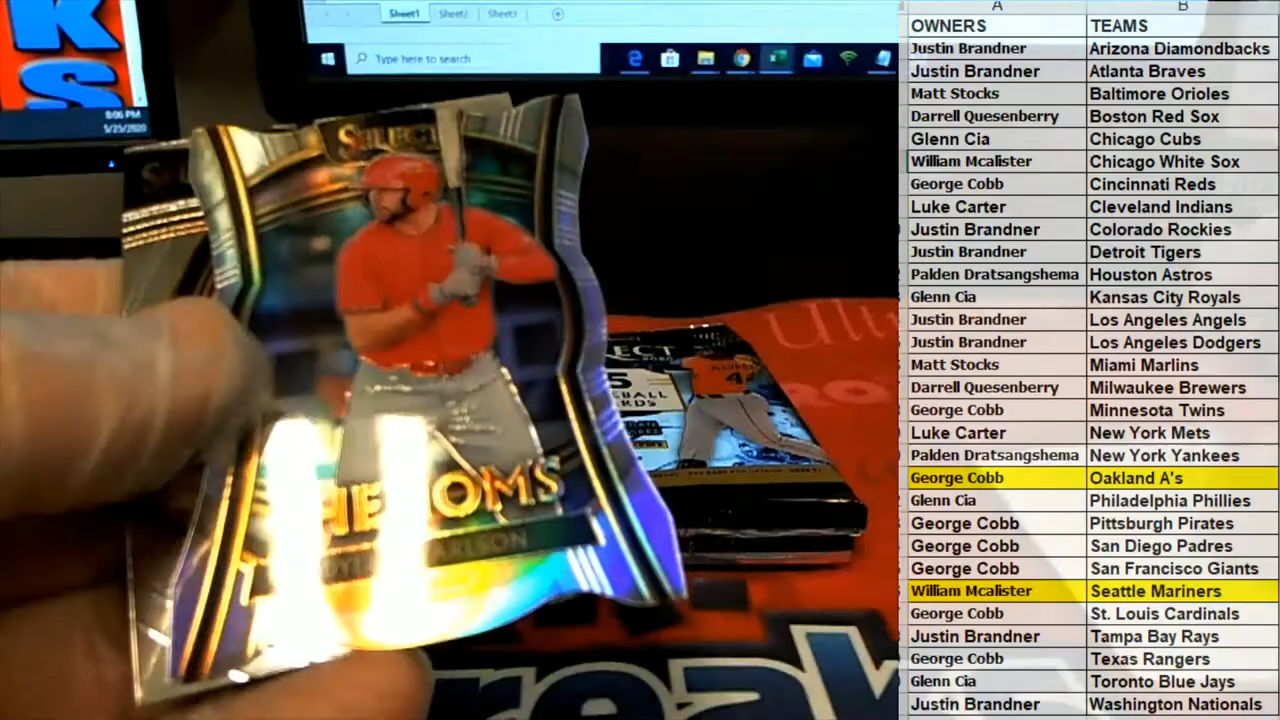 Sheet1 Sheet2 Sheet3
Type here to search
KS
8:06 PM
5/25/2020
SELECT
PHENOMS
CARLSON
Ultr
RO
A B
OWNERS TEAMS
Justin Brandner Arizona Diamondbacks
Justin Brandner Atlanta Braves
Matt Stocks Baltimore Orioles
Darrell Quesenberry Boston Red Sox
Glenn Cia Chicago Cubs
William Mcalister Chicago White Sox
George Cobb Cincinnati Reds
Luke Carter Cleveland Indians
Justin Brandner Colorado Rockies
Justin Brandner Detroit Tigers
Palden Dratsangshema Houston Astros
Glenn Cia Kansas City Royals
Justin Brandner Los Angeles Angels
Justin Brandner Los Angeles Dodgers
Matt Stocks Miami Marlins
Darrell Quesenberry Milwaukee Brewers
George Cobb Minnesota Twins
Luke Carter New York Mets
Palden Dratsangshema New York Yankees
George Cobb Oakland A's
Glenn Cia Philadelphia Phillies
George Cobb Pittsburgh Pirates
George Cobb San Diego Padres
George Cobb San Francisco Giants
William Mcalister Seattle Mariners
George Cobb St. Louis Cardinals
Justin Brandner Tampa Bay Rays
George Cobb Texas Rangers
Glenn Cia Toronto Blue Jays
Justin Brandner Washington Nationals